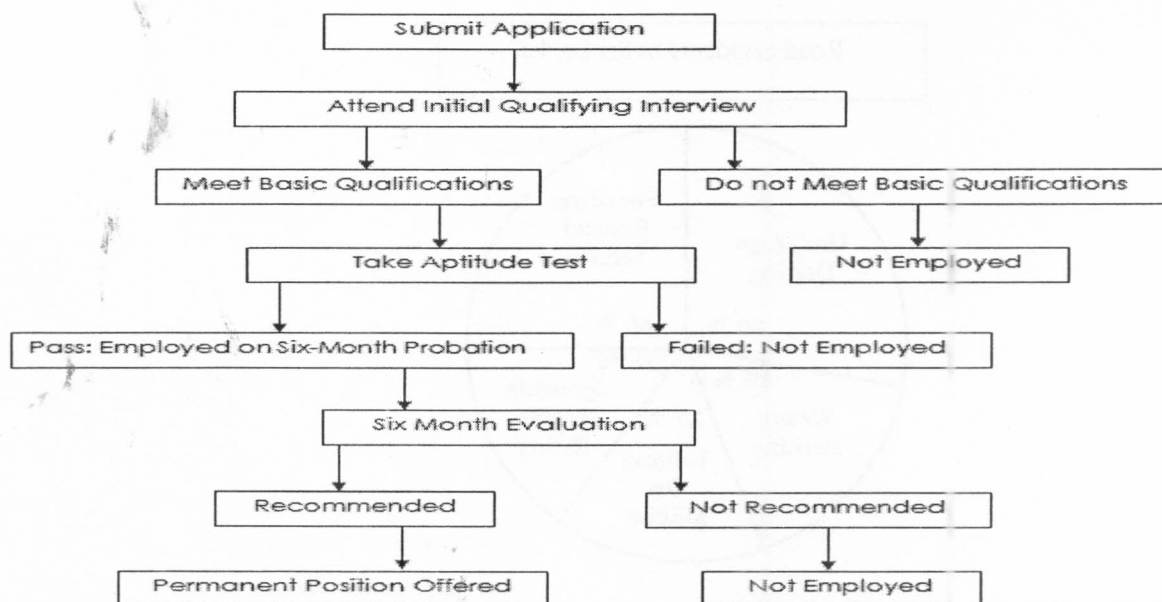 Submit Application
Attend Initial Qualifying Interview
Meet Basic Qualifications
Do not Meet Basic Qualifications
Take Aptitude Test
Not Employed
Pass: Employed on Six-Month Probation
Failed: Not Employed
Six Month Evaluation
Recommended
Not Recommended
Permanent Position Offered
Not Employed